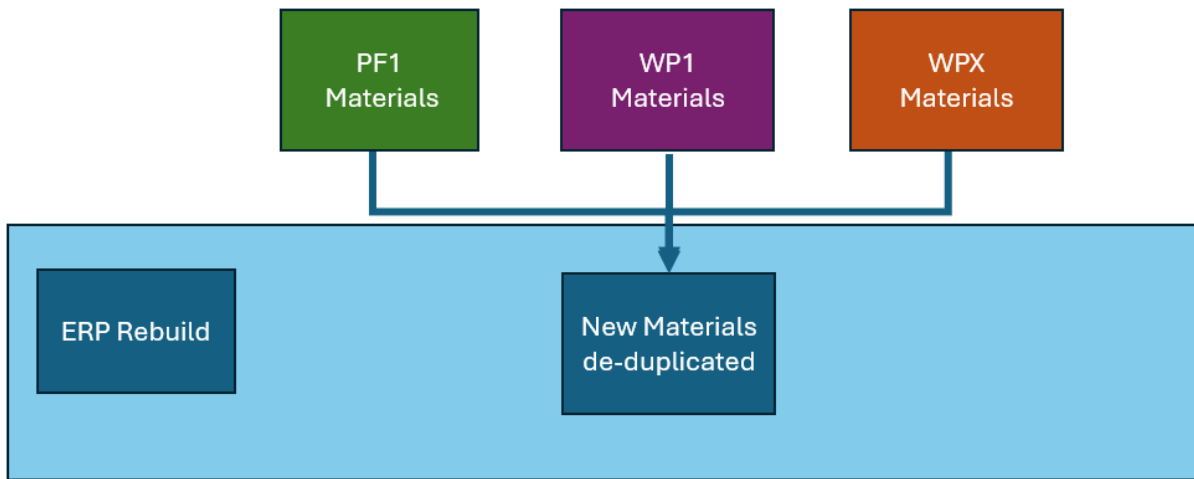 PF1
Materials
WP1
Materials
WPX
Materials
ERP Rebuild
New Materials
de-duplicated